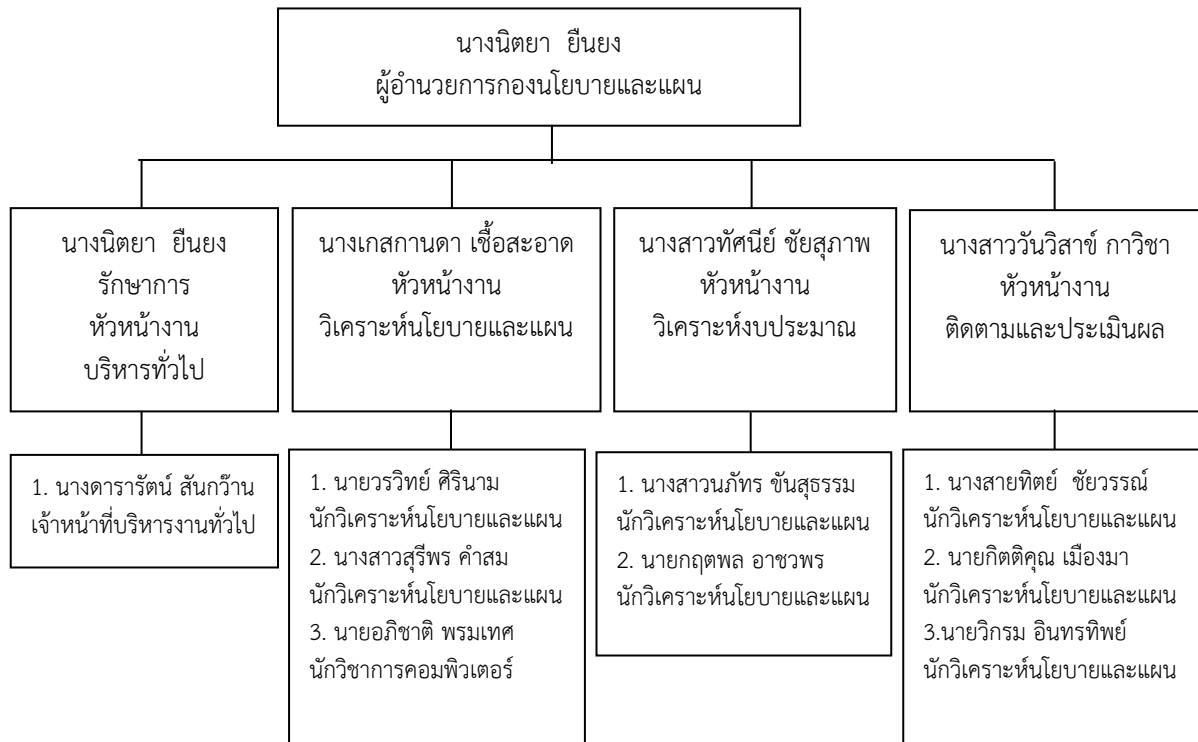 นางนิตยา  ยืนยง
ผู้อำนวยการกองนโยบายและแผน
นางนิตยา  ยืนยง
รักษาการ
หัวหน้างาน
บริหารทั่วไป
นางเกสกานดา เชื้อสะอาด
หัวหน้างาน
วิเคราะห์นโยบายและแผน
นางสาวทัศนีย์ ชัยสุภาพ
หัวหน้างาน
วิเคราะห์งบประมาณ
นางสาววันวิสาข์ กาวิชา
หัวหน้างาน
ติดตามและประเมินผล
1. นางดารารัตน์ สันกว๊าน
เจ้าหน้าที่บริหารงานทั่วไป
1. นายวรวิทย์ ศิรินาม
นักวิเคราะห์นโยบายและแผน
2. นางสาวสุรีพร คำสม
นักวิเคราะห์นโยบายและแผน
3. นายอภิชาติ พรมเทศ
นักวิชาการคอมพิวเตอร์
1. นางสาวนภัทร ขันสุธรรม
นักวิเคราะห์นโยบายและแผน
2. นายกฤตพล อาชวพร
นักวิเคราะห์นโยบายและแผน
1. นางสายทิตย์  ชัยวรรณ์
นักวิเคราะห์นโยบายและแผน
2. นายกิตติคุณ เมืองมา
นักวิเคราะห์นโยบายและแผน
3.นายวิกรม อินทรทิพย์
นักวิเคราะห์นโยบายและแผน